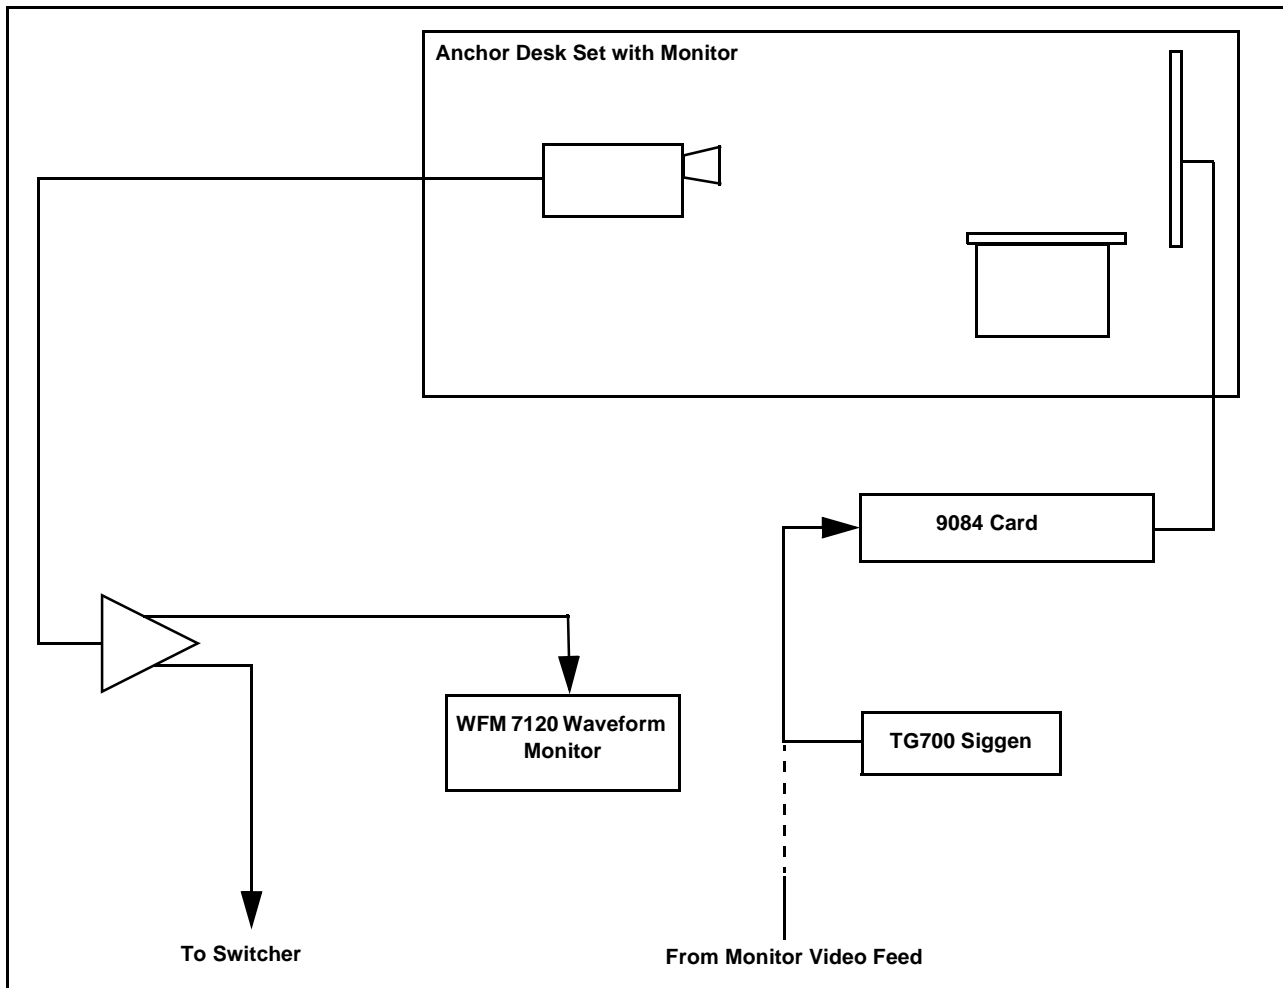 Anchor Desk Set with Monitor
9084 Card
WFM 7120 Waveform
Monitor
TG700 Siggen
To Switcher
From Monitor Video Feed